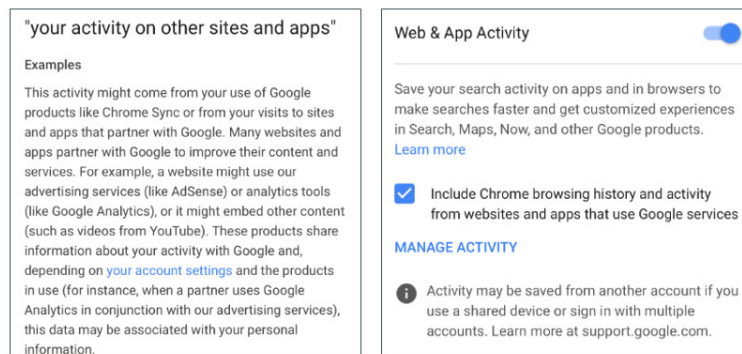 "your activity on other sites and apps"
Examples
This activity might come from your use of Google
products like Chrome Sync or from your visits to sites
and apps that partner with Google. Many websites and
apps partner with Google to improve their content and
services. For example, a website might use our
advertising services (like AdSense) or analytics tools
(like Google Analytics), or it might embed other content
(such as videos from YouTube). These products share
information about your activity with Google and,
depending on your account settings and the products
in use (for instance, when a partner uses Google
Analytics in conjunction with our advertising services),
this data may be associated with your personal
information.
Web & App Activity
Save your search activity on apps and in browsers to
make searches faster and get customized experiences
in Search, Maps, Now, and other Google products.
Learn more
Include Chrome browsing history and activity
from websites and apps that use Google services
MANAGE ACTIVITY
Activity may be saved from another account if you
use a shared device or sign in with multiple
accounts. Learn more at support.google.com.